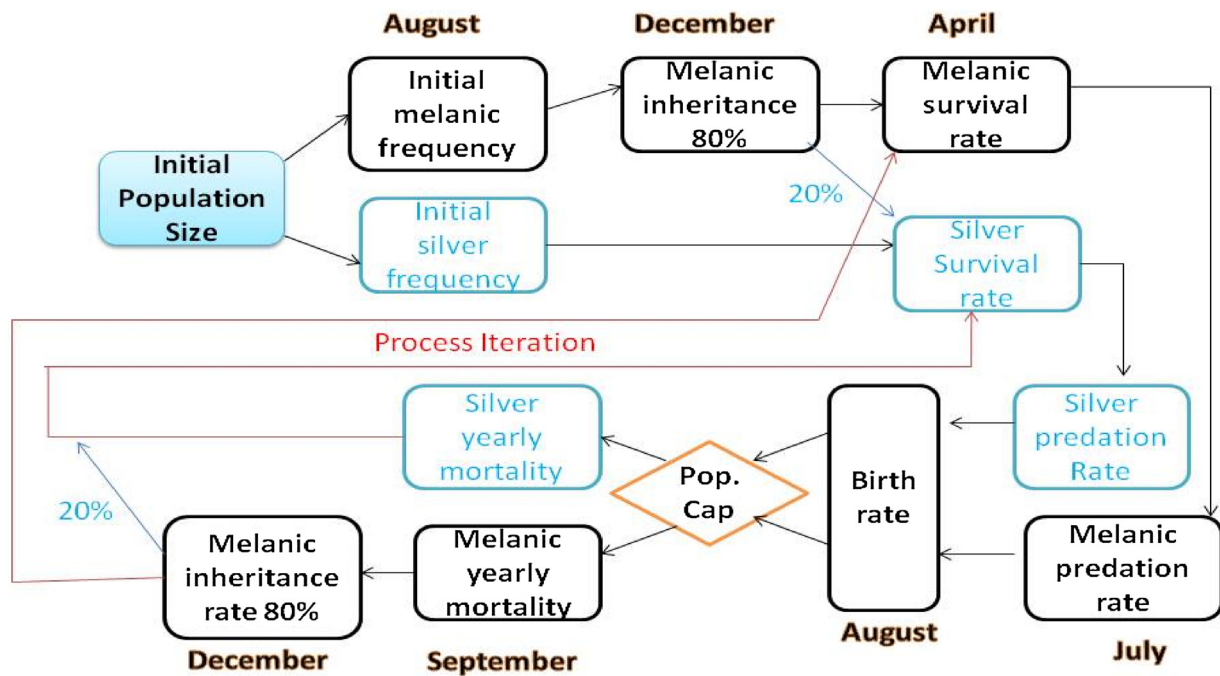 August
December
April
Initial
melanic
frequency
Melanic
inheritance
80%
Melanic
survival
rate
Initial
Population
Size
20%
Initial
silver
frequency
Silver
Survival
rate
Process Iteration
Silver
yearly
mortality
Pop.
Cap
Birth
rate
Silver
predation
Rate
20%
Melanic
inheritance
rate 80%
Melanic
yearly
mortality
Melanic
predation
rate
December
September
August
July